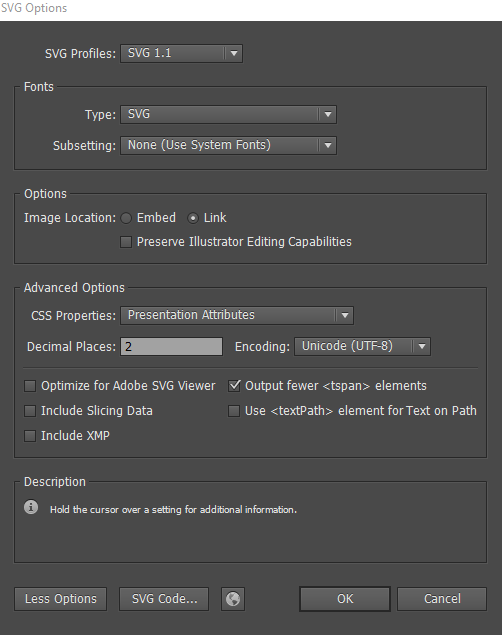 SVG Options
SVG Profiles: SVG 1.1
Fonts
Type: SVG
Subsetting: None (Use System Fonts)
Options
Image Location: Embed Link
Preserve Illustrator Editing Capabilities
Advanced Options
CSS Properties: Presentation Attributes
Decimal Places: 2 Encoding: Unicode (UTF-8)
Optimize for Adobe SVG Viewer Output fewer <tspan> elements
Include Slicing Data Use <textPath> element for Text on Path
Include XMP
Description
Hold the cursor over a setting for additional information.
Less Options SVG Code... OK Cancel